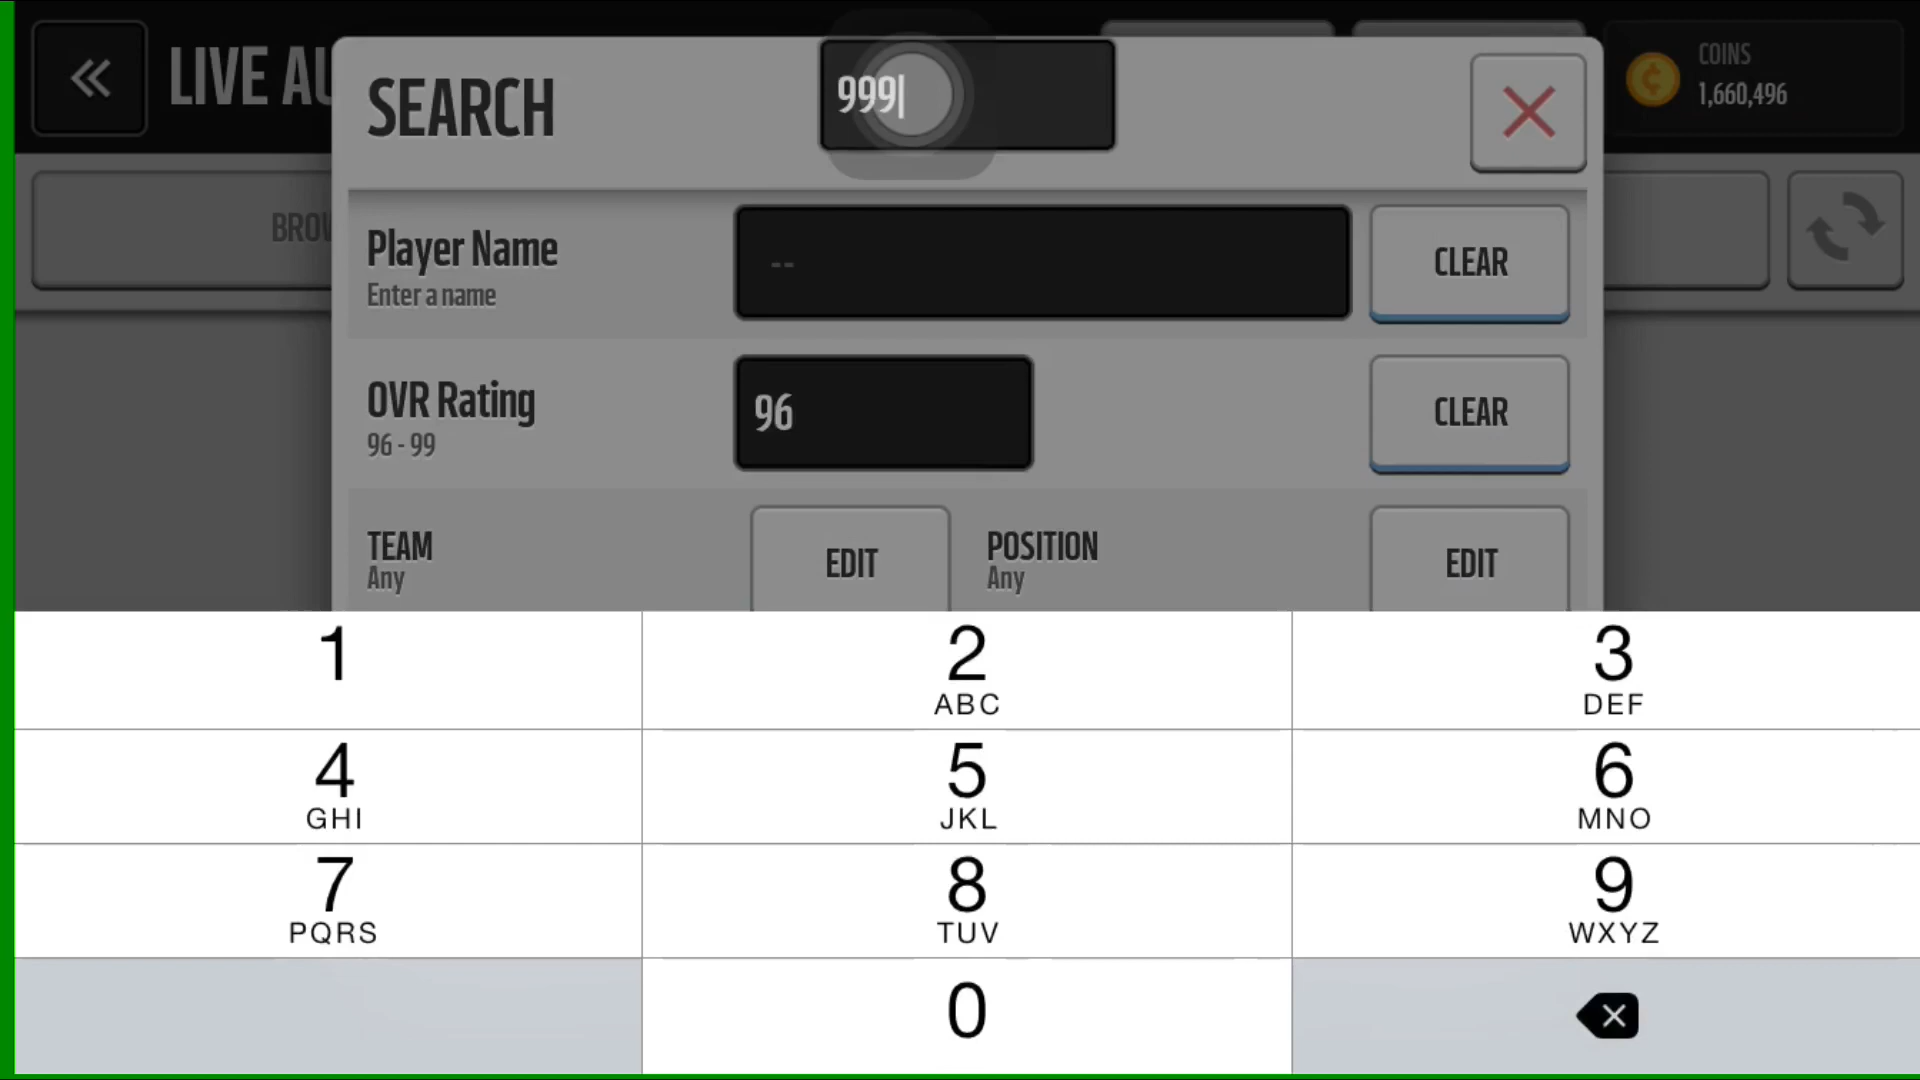 LIVE AU
SEARCH
999
COINS
1,660,496
BROW
Player Name
Enter a name
--
CLEAR
OVR Rating
96 - 99
96
CLEAR
TEAM
Any
EDIT
POSITION
Any
EDIT
1
2
ABC
3
DEF
4
GHI
5
JKL
6
MNO
7
PQRS
8
TUV
9
WXYZ
0